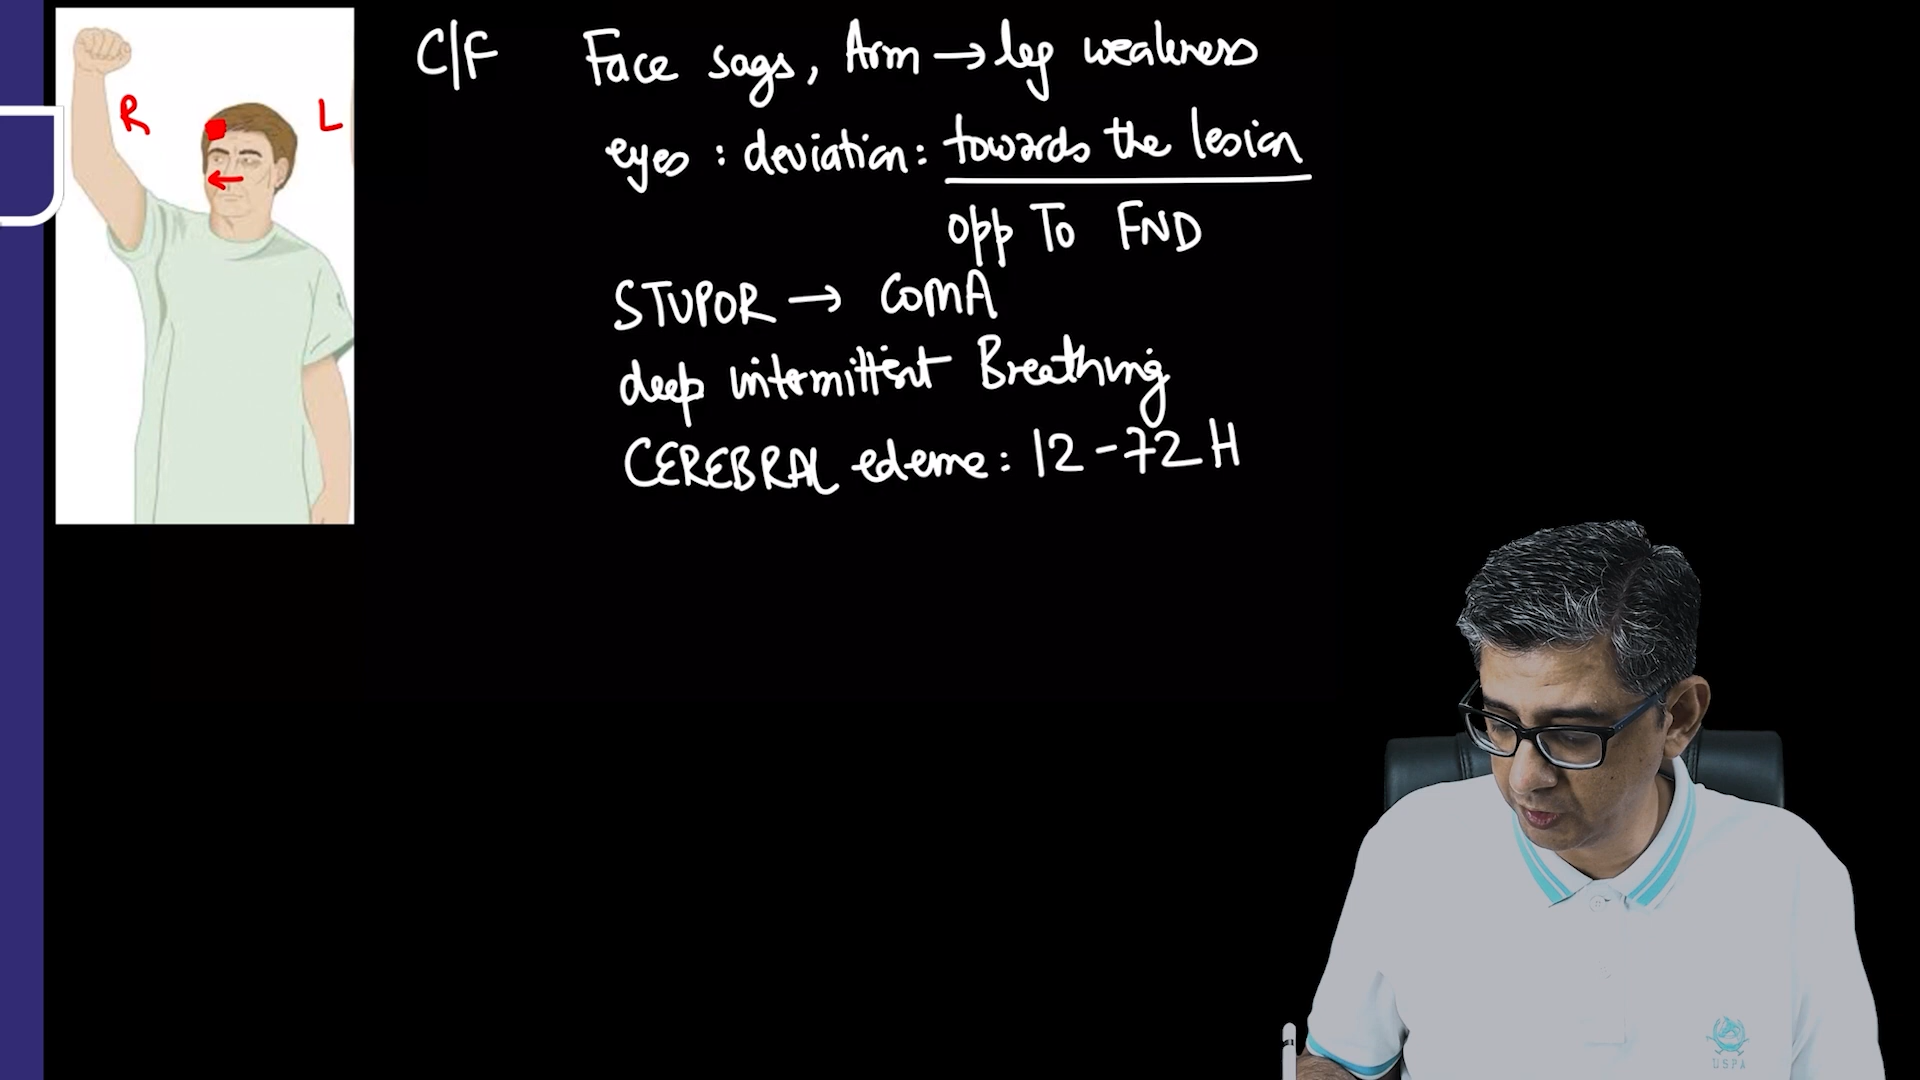 R
L
C/F Face sags, Arm → leg weakness
eyes : deviation: towards the lesion
opp To FND
STUPOR → COMA
deep intermittent Breathing
CEREBRAL edema: 12-72 H
USPA